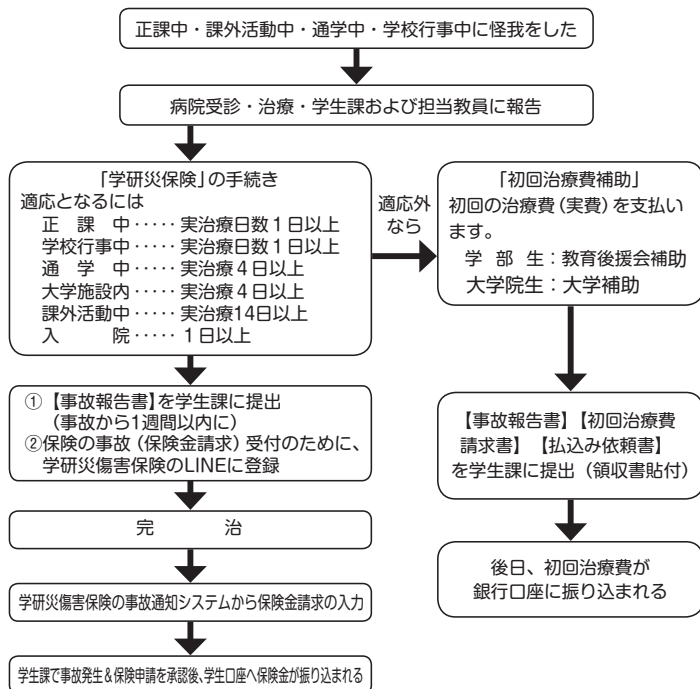 正課中・課外活動中・通学中・学校行事中に怪我をした
病院受診・治療・学生課および担当教員に報告
「学研災保険」の手続き
適応となるには
正課中‥‥‥実治療日数1日以上
学校行事中‥‥‥実治療日数1日以上
通学中‥‥‥実治療4日以上
大学施設内‥‥‥実治療4日以上
課外活動中‥‥‥実治療14日以上
入院‥‥‥1日以上
適応外
なら
「初回治療費補助」
初回の治療費(実費)を支払い
ます。
学部生:教育後援会補助
大学院生:大学補助
①【事故報告書】を学生課に提出
(事故から1週間以内に)
②保険の事故(保険金請求)受付のために、
学研災傷害保険のLINEに登録
完治
学研災傷害保険の事故通知システムから保険金請求の入力
学生課で事故発生&保険申請を承認後、学生口座へ保険金が振り込まれる
【事故報告書】【初回治療費
請求書】【払込み依頼書】
を学生課に提出(領収書貼付)
後日、初回治療費が
銀行口座に振り込まれる